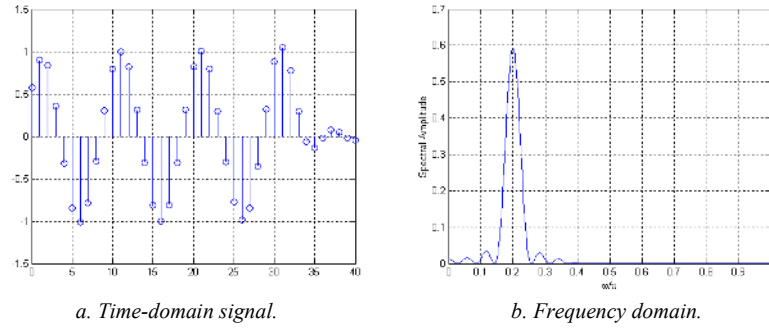 1.5
1
0.5
0
0.5
-1
1.5
0 5 10 15 20 25 30 35 40
a. Time-domain signal.
0.7
0.6
0.5
0.4
0.3
0.2
0.1
0
Spectral Amplitude
0.1 0.2 0.3 0.4 0.5 0.6 0.7 0.8 0.9
ω/π
b. Frequency domain.